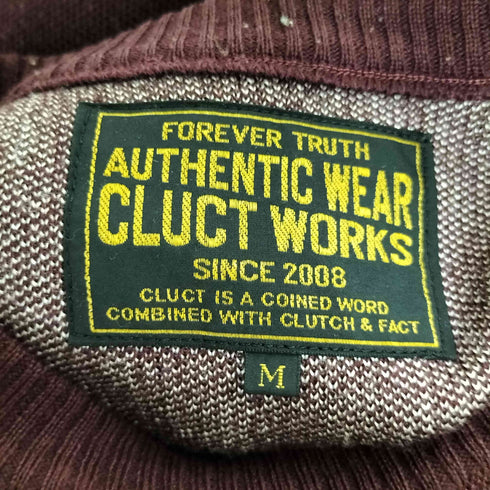 FOREVER TRUTH
AUTHENTIC WEAR
CLUCT WORKS
SINCE 2008
CLUCT IS A COINED WORD
COMBINED WITH CLUTCH & FACT
M